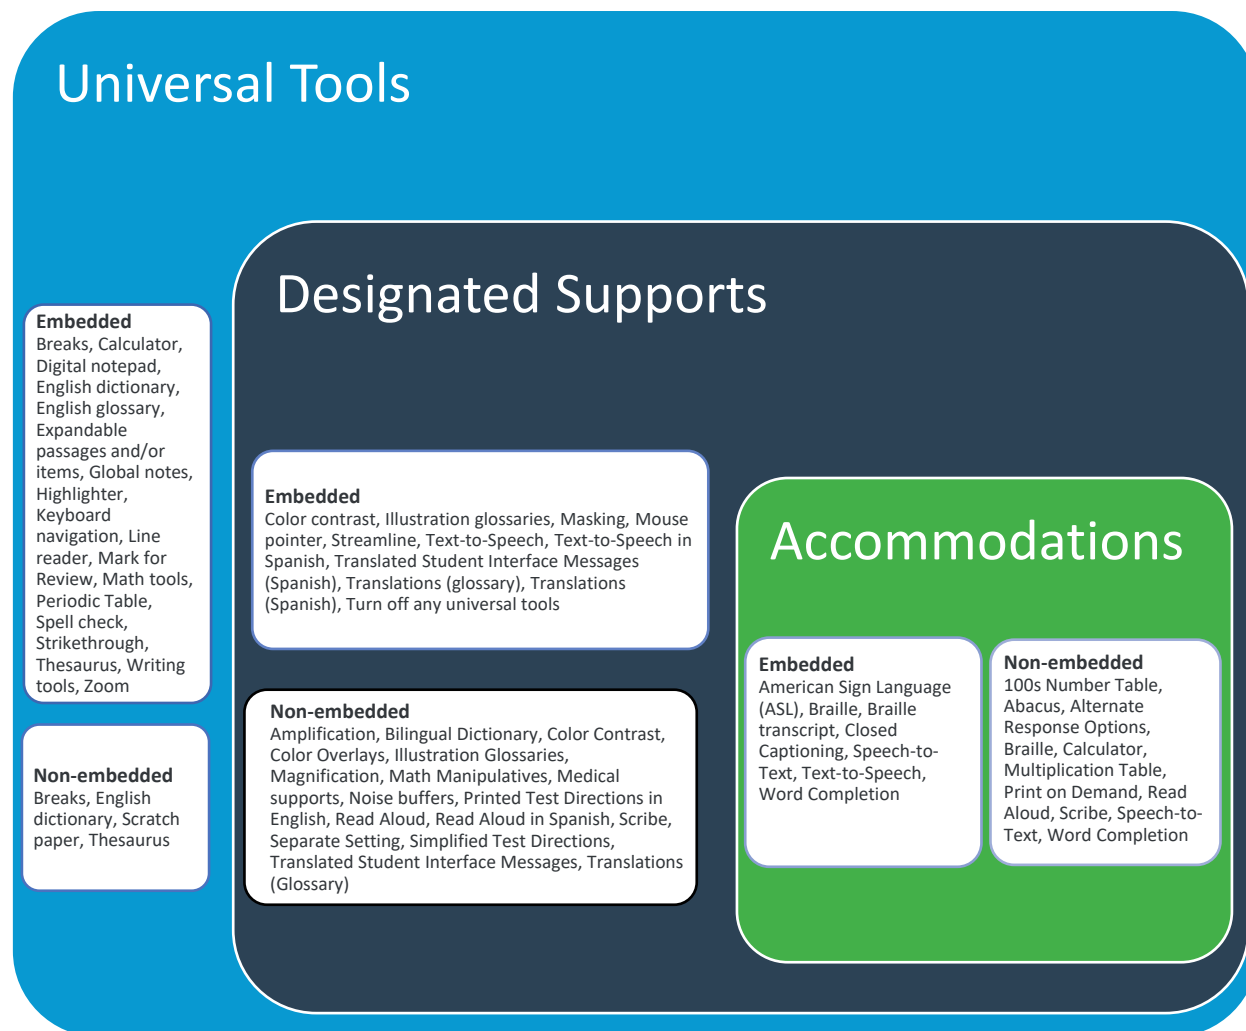 Universal Tools
Embedded
Breaks, Calculator,
Digital notepad,
English dictionary,
English glossary,
Expandable
passages and/or
items, Global notes,
Highlighter,
Keyboard
navigation, Line
reader, Mark for
Review, Math tools,
Periodic Table,
Spell check,
Strikethrough,
Thesaurus, Writing
tools, Zoom
Non-embedded
Breaks, English
dictionary, Scratch
paper, Thesaurus
Designated Supports
Embedded
Color contrast, Illustration glossaries, Masking, Mouse
pointer, Streamline, Text-to-Speech, Text-to-Speech in
Spanish, Translated Student Interface Messages
(Spanish), Translations (glossary), Translations
(Spanish), Turn off any universal tools
Non-embedded
Amplification, Bilingual Dictionary, Color Contrast,
Color Overlays, Illustration Glossaries,
Magnification, Math Manipulatives, Medical
supports, Noise buffers, Printed Test Directions in
English, Read Aloud, Read Aloud in Spanish, Scribe,
Separate Setting, Simplified Test Directions,
Translated Student Interface Messages, Translations
(Glossary)
Accommodations
Embedded
American Sign Language
(ASL), Braille, Braille
transcript, Closed
Captioning, Speech-to-
Text, Text-to-Speech,
Word Completion
Non-embedded
100s Number Table,
Abacus, Alternate
Response Options,
Braille, Calculator,
Multiplication Table,
Print on Demand, Read
Aloud, Scribe, Speech-to-
Text, Word Completion